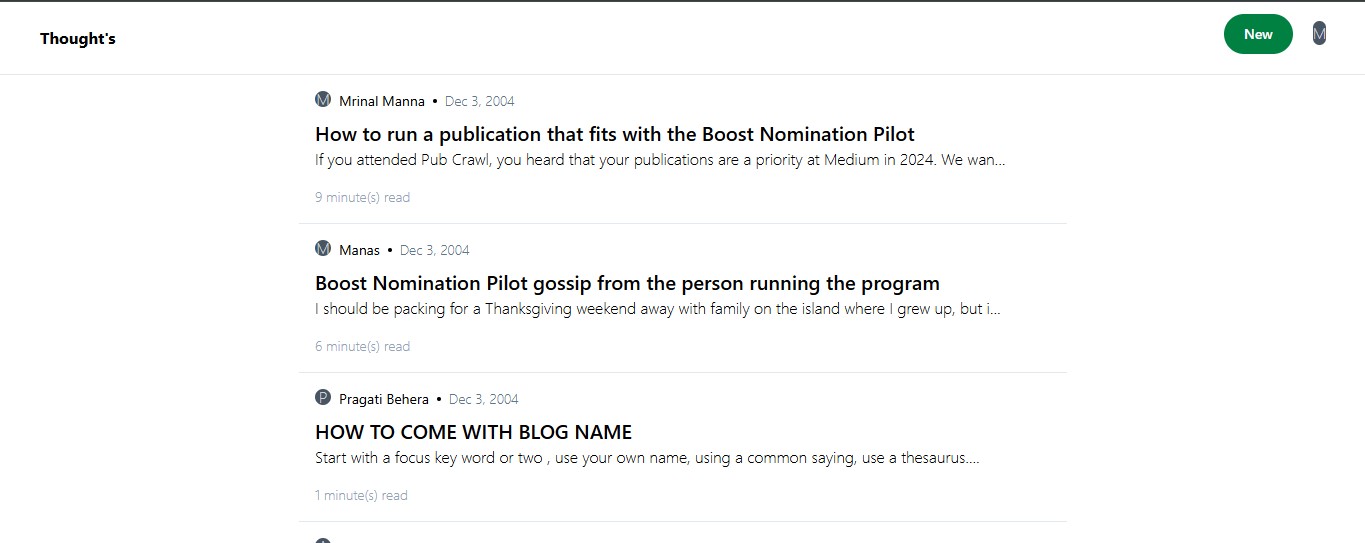 Thought's
New
M
M Mrinal Manna • Dec 3, 2004
How to run a publication that fits with the Boost Nomination Pilot
If you attended Pub Crawl, you heard that your publications are a priority at Medium in 2024. We wan...
9 minute(s) read
M Manas • Dec 3, 2004
Boost Nomination Pilot gossip from the person running the program
I should be packing for a Thanksgiving weekend away with family on the island where I grew up, but i...
6 minute(s) read
P Pragati Behera • Dec 3, 2004
HOW TO COME WITH BLOG NAME
Start with a focus key word or two , use your own name, using a common saying, use a thesaurus....
1 minute(s) read